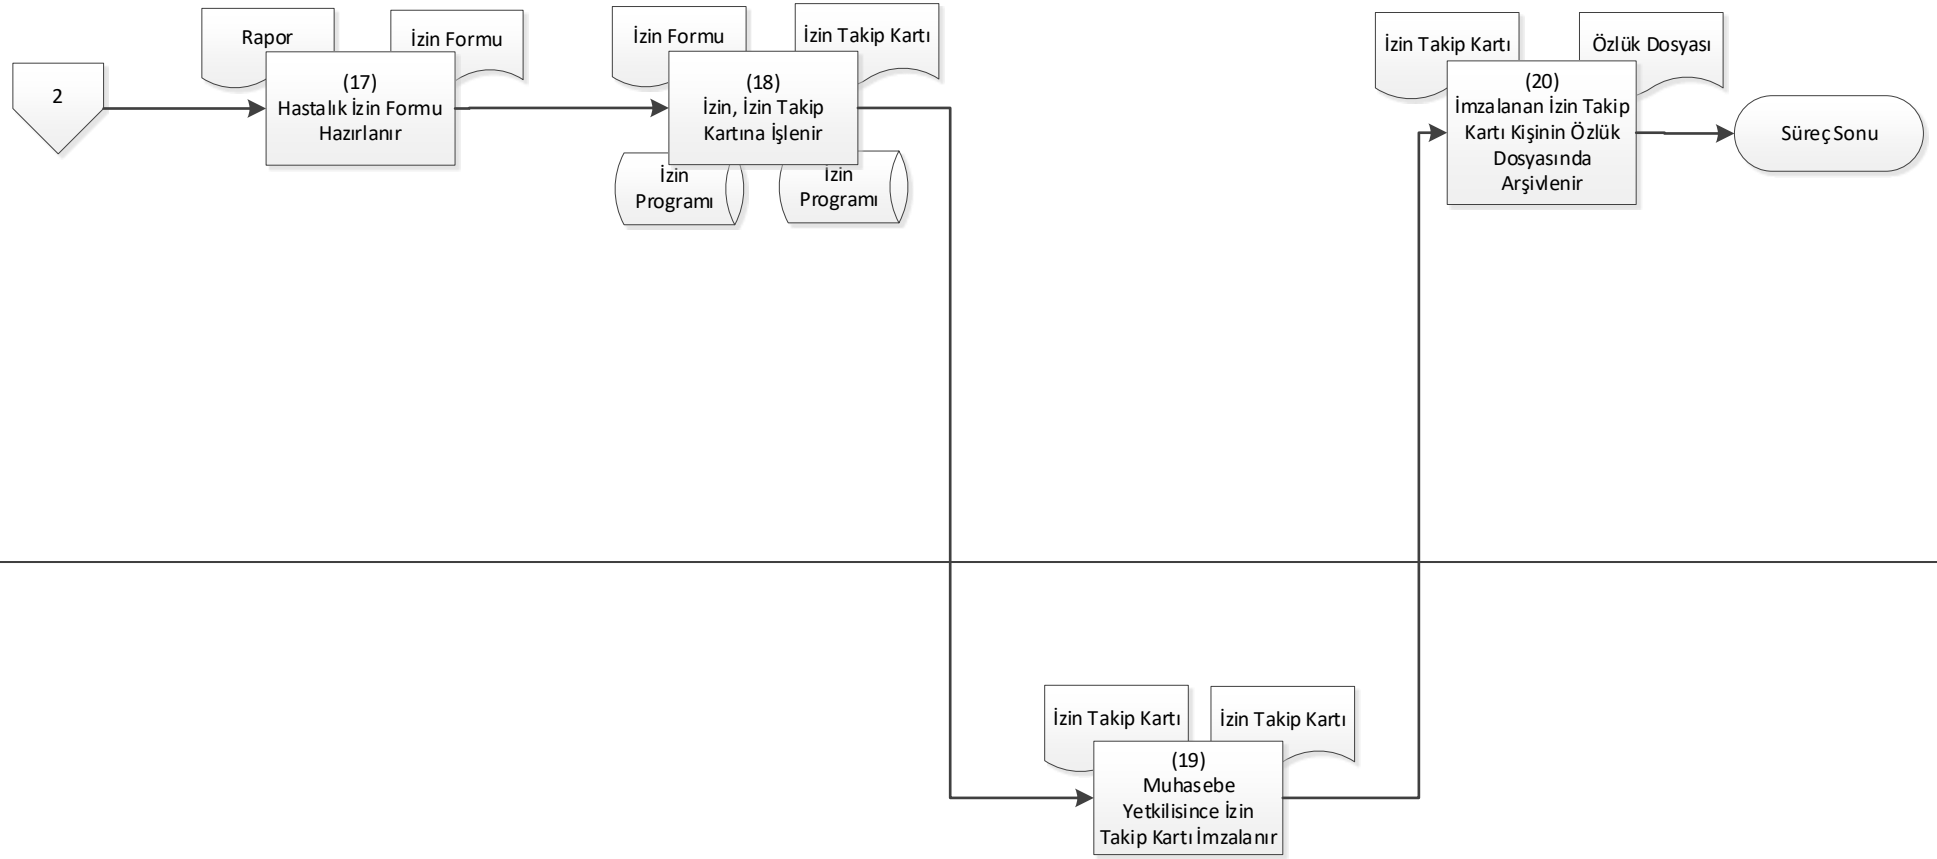 2
Rapor
İzin Formu
(17)
Hastalık İzin Formu
Hazırlanır
İzin Formu
İzin Takip Kartı
(18)
İzin, İzin Takip
Kartına İşlenir
İzin
Programı
İzin
Programı
İzin Takip Kartı
İzin Takip Kartı
(19)
Muhasebe
Yetkilisince İzin
Takip Kartı İmzalanır
İzin Takip Kartı
Özlük Dosyası
(20)
İmzalanan İzin Takip
Kartı Kişinin Özlük
Dosyasında
Arşivlenir
Süreç Sonu